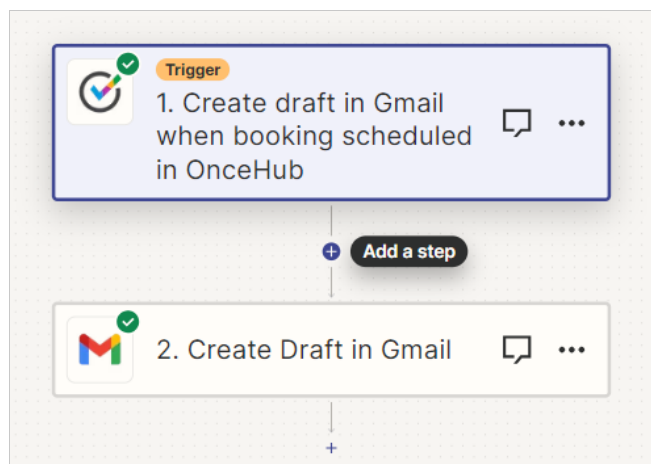 Trigger
1. Create draft in Gmail
when booking scheduled
in OnceHub
Add a step
2. Create Draft in Gmail